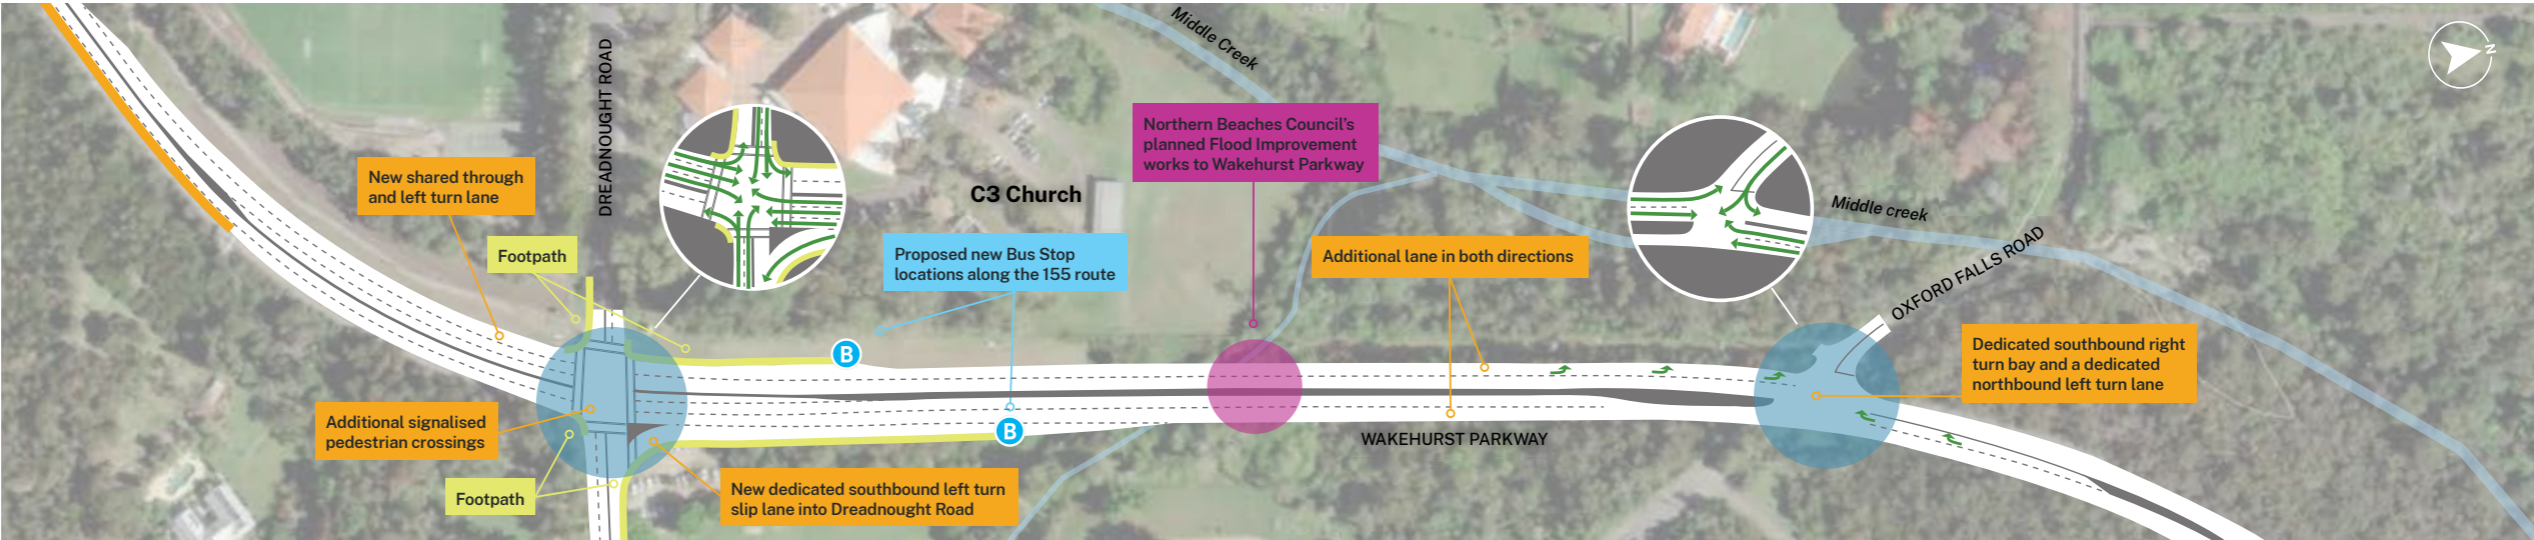 Middle Creek
N
DREADNOUGHT ROAD
Northern Beaches Council's
planned Flood Improvement
works to Wakehurst Parkway
New shared through
and left turn lane
C3 Church
Middle creek
Footpath
Proposed new Bus Stop
locations along the 155 route
Additional lane in both directions
OXFORD FALLS ROAD
Dedicated southbound right
turn bay and a dedicated
northbound left turn lane
B
Additional signalised
pedestrian crossings
B
WAKEHURST PARKWAY
Footpath
New dedicated southbound left turn
slip lane into Dreadnought Road